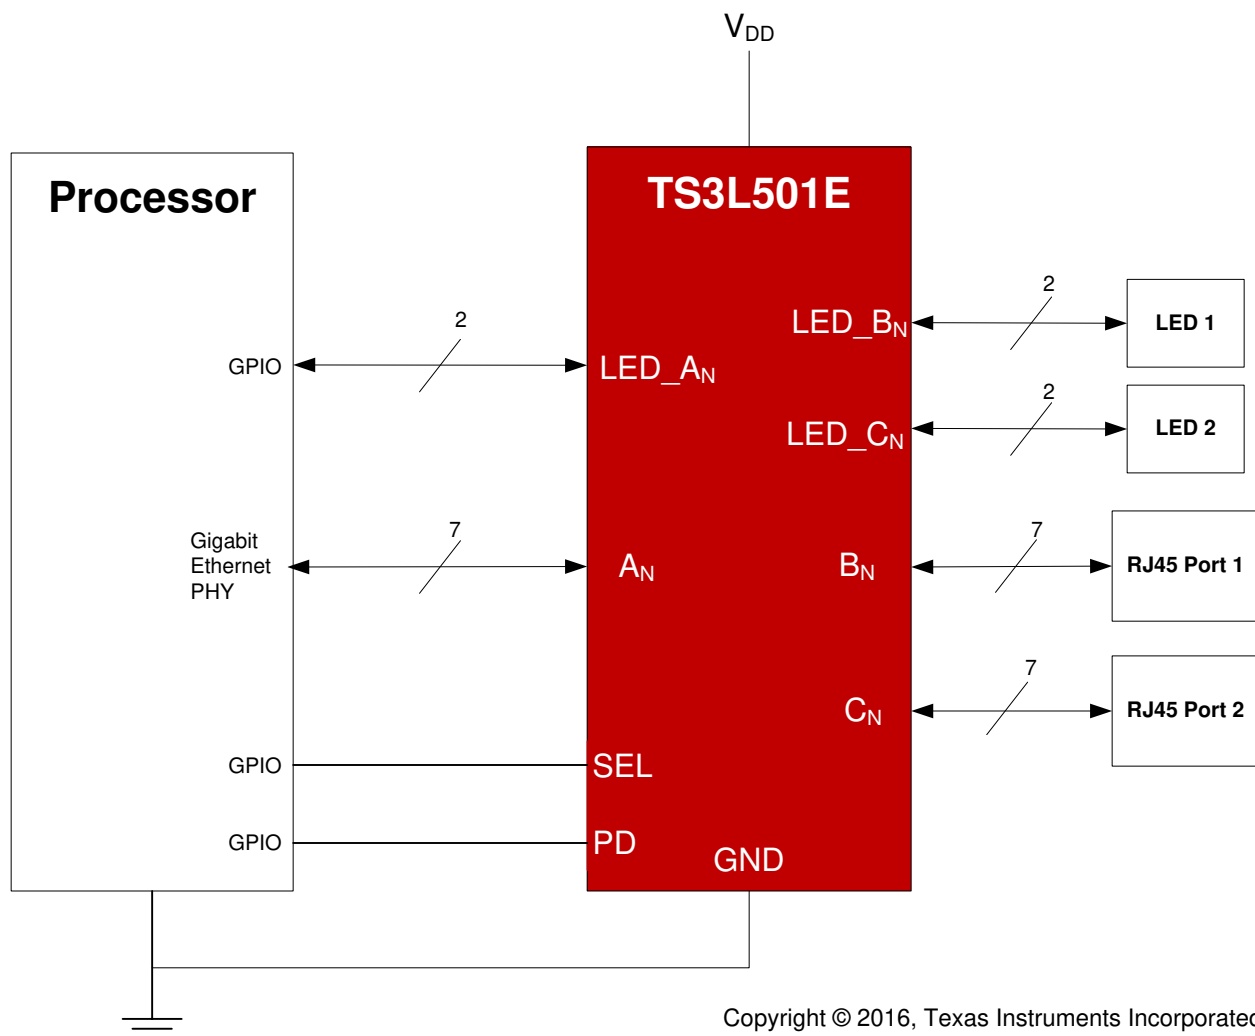 VDD
Processor
TS3L501E
2
GPIO
LED_AN
LED_BN
2
LED 1
LED_CN
2
LED 2
Gigabit
Ethernet
PHY
7
AN
BN
7
RJ45 Port 1
CN
7
RJ45 Port 2
GPIO
SEL
GPIO
PD
GND
Copyright © 2016, Texas Instruments Incorporated